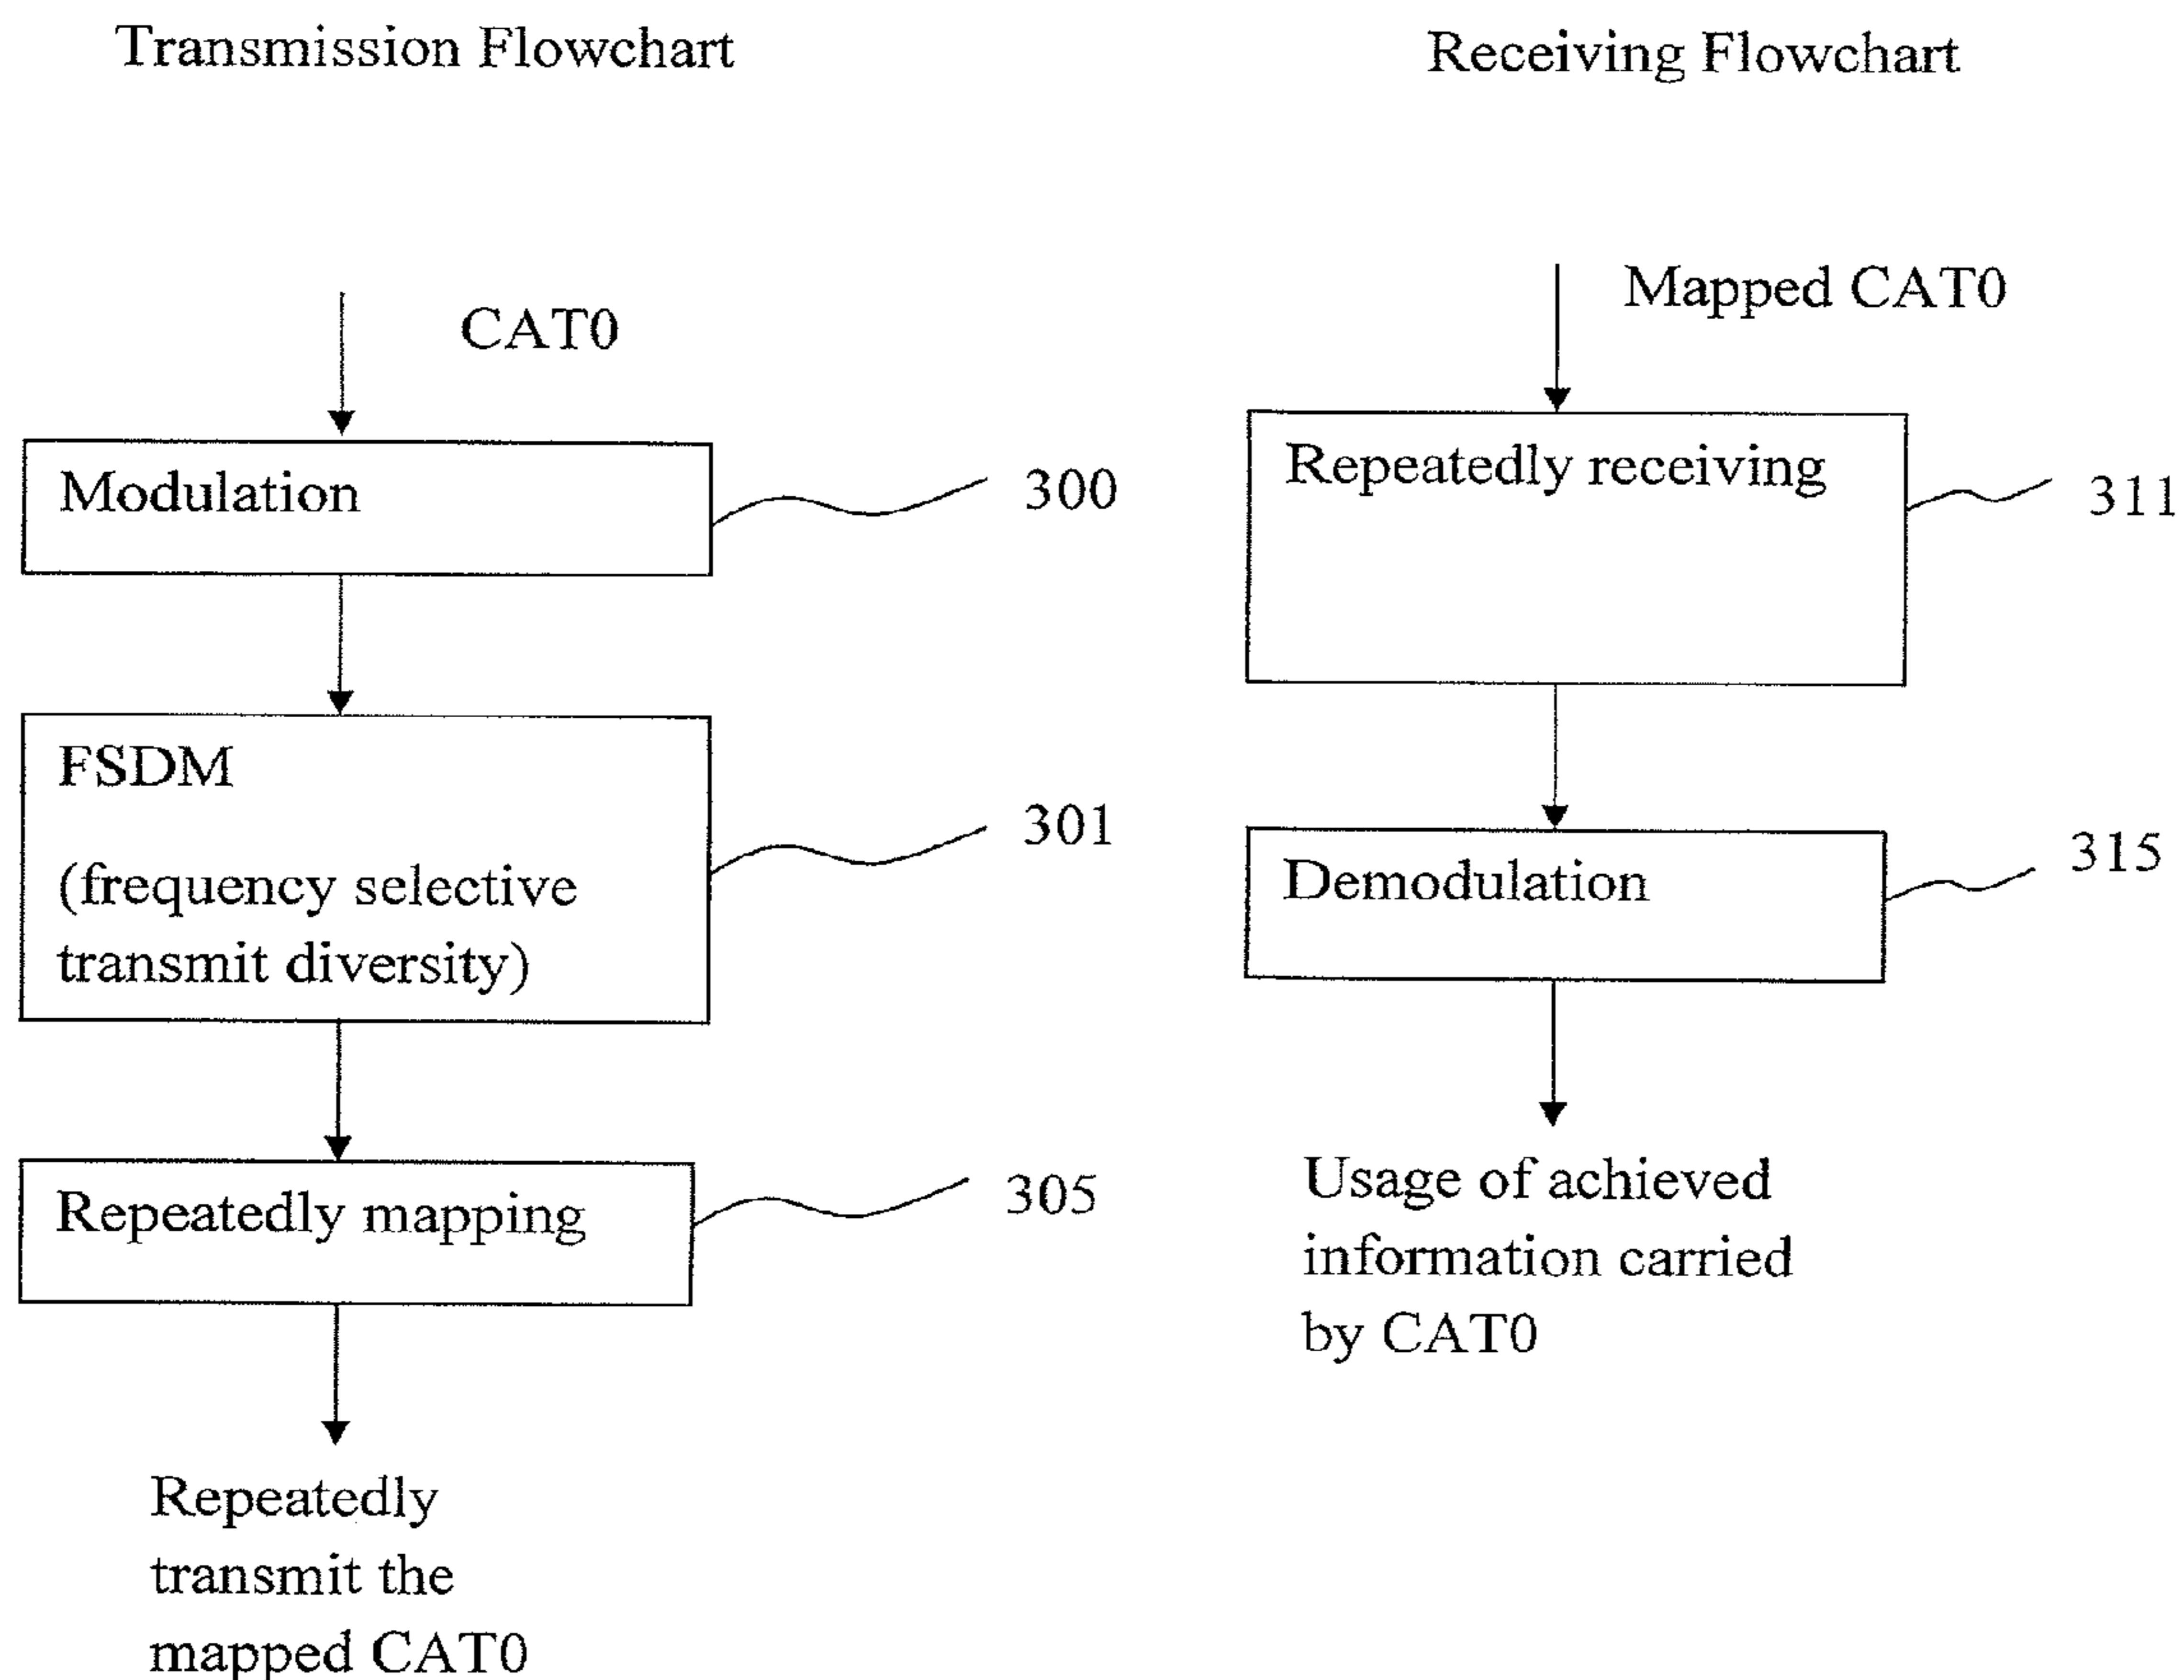 Transmission Flowchart
CAT0
Modulation
300
FSDM
(frequency selective
transmit diversity)
301
Repeatedly mapping
305
Repeatedly
transmit the
mapped CAT0
Receiving Flowchart
Mapped CAT0
Repeatedly receiving
311
Demodulation
315
Usage of achieved
information carried
by CAT0